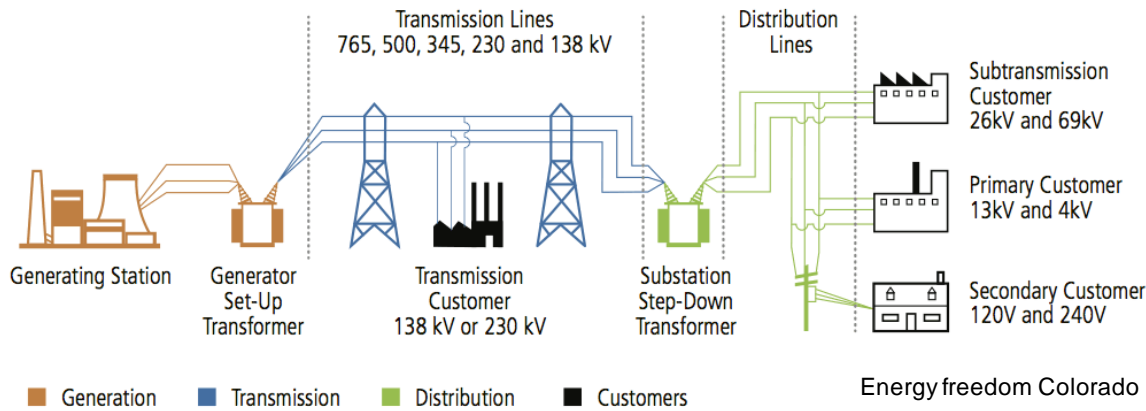 Transmission Lines
765, 500, 345, 230 and 138 kV
Distribution
Lines
Subtransmission
Customer
26kV and 69kV
Primary Customer
13kV and 4kV
Secondary Customer
120V and 240V
Generating Station
Generator
Set-Up
Transformer
Transmission
Customer
138 kV or 230 kV
Substation
Step-Down
Transformer
Generation
Transmission
Distribution
Customers
Energy freedom Colorado